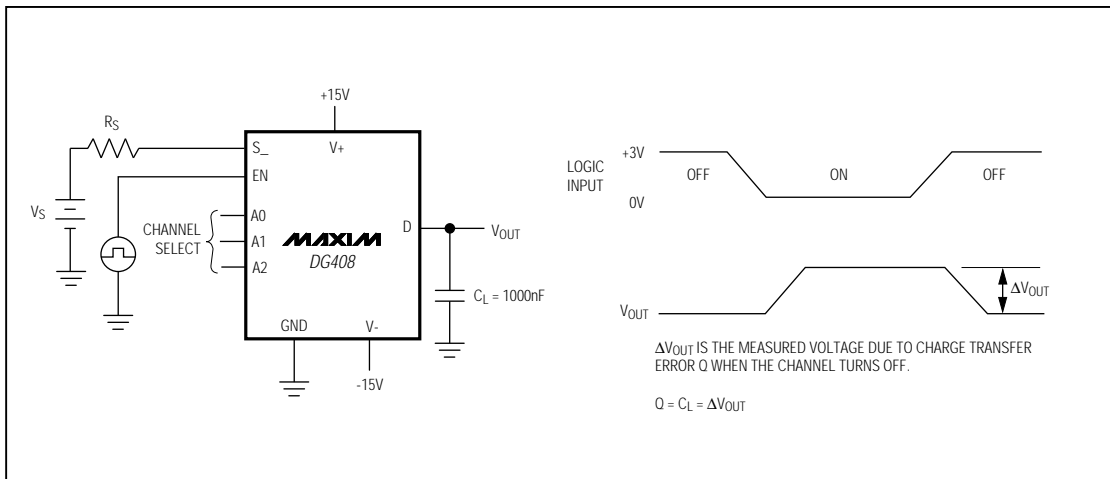 +15V
RS
S_
V+
EN
VS
A0
CHANNEL
SELECT
A1
A2
MAXIM
DG408
D
VOUT
CL = 1000nF
GND
V-
-15V
LOGIC
INPUT
+3V
0V
OFF
ON
OFF
VOUT
ΔVOUT
ΔVOUT IS THE MEASURED VOLTAGE DUE TO CHARGE TRANSFER
ERROR Q WHEN THE CHANNEL TURNS OFF.
Q = CL = ΔVOUT